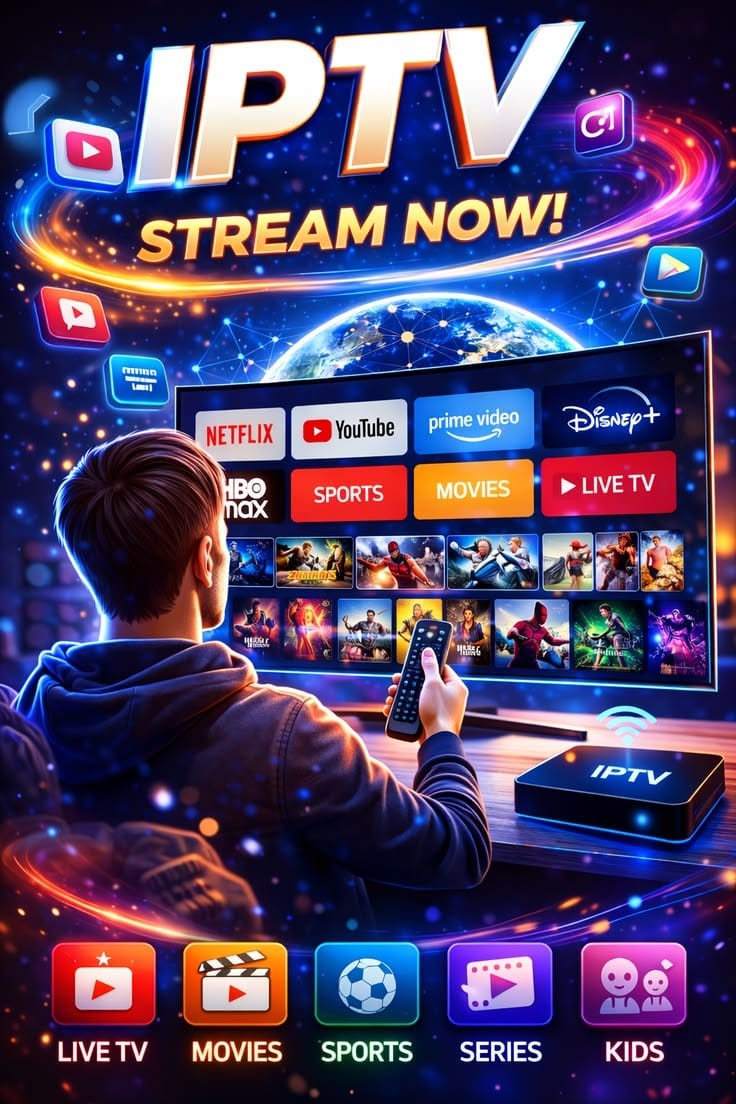 IPTV
STREAM NOW!
NETFLIX
YouTube
prime video
Disney+
HBO
max
SPORTS
MOVIES
LIVE TV
IPTV
LIVE TV
MOVIES
SPORTS
SERIES
KIDS